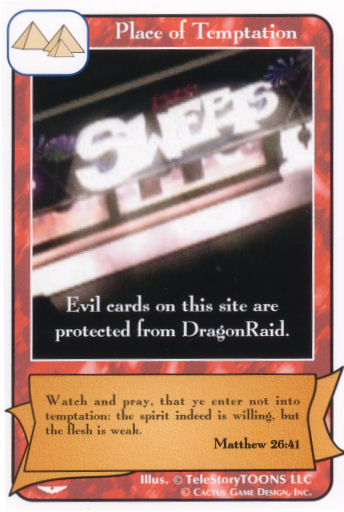 Place of Temptation
SWEPTS
Evil cards on this site are
protected from DragonRaid.
Watch and pray, that ye enter not into
temptation: the spirit indeed is willing, but
the flesh is weak.
Matthew 26:41
Illus. © TeleStoryTOONS LLC
© Cactus Game Design, Inc.